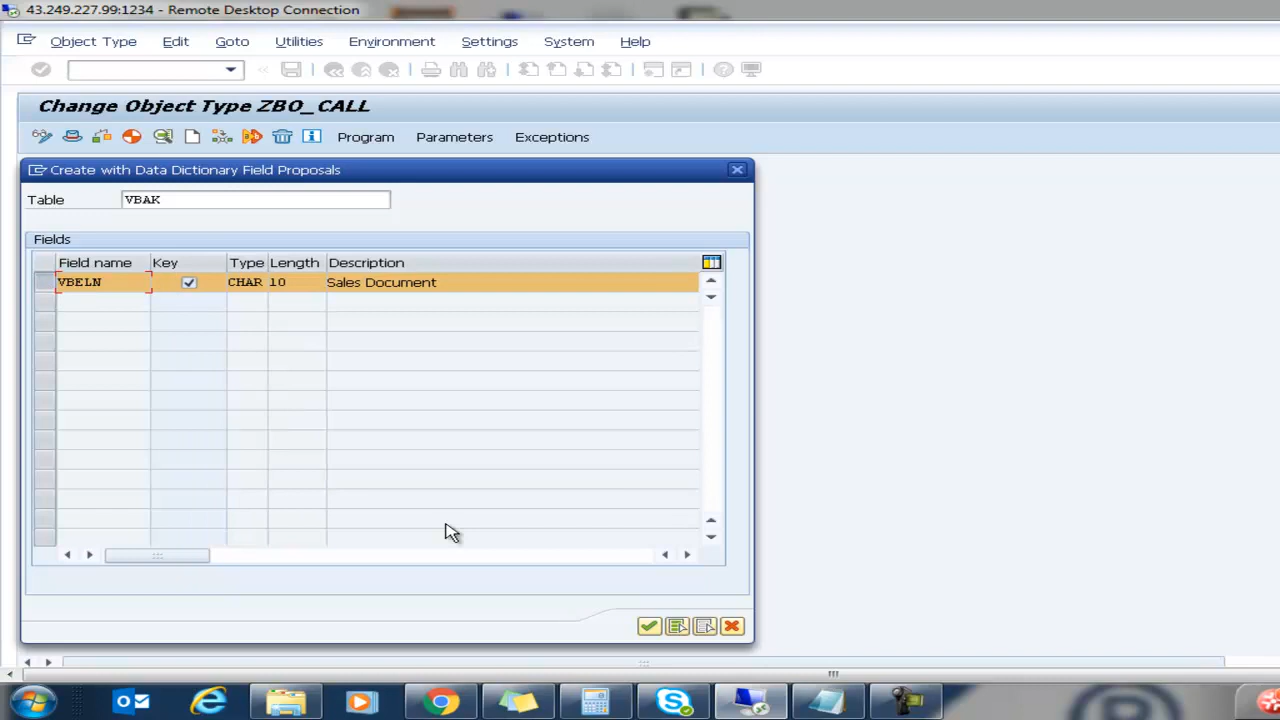 43.249.227.99:1234 - Remote Desktop Connection
Object Type Edit Goto Utilities Environment Settings System Help
Change Object Type ZBO_CALL
Program Parameters Exceptions
Create with Data Dictionary Field Proposals
Table VBAK
Fields
Field name Key Type Length Description
VBELN CHAR 10 Sales Document